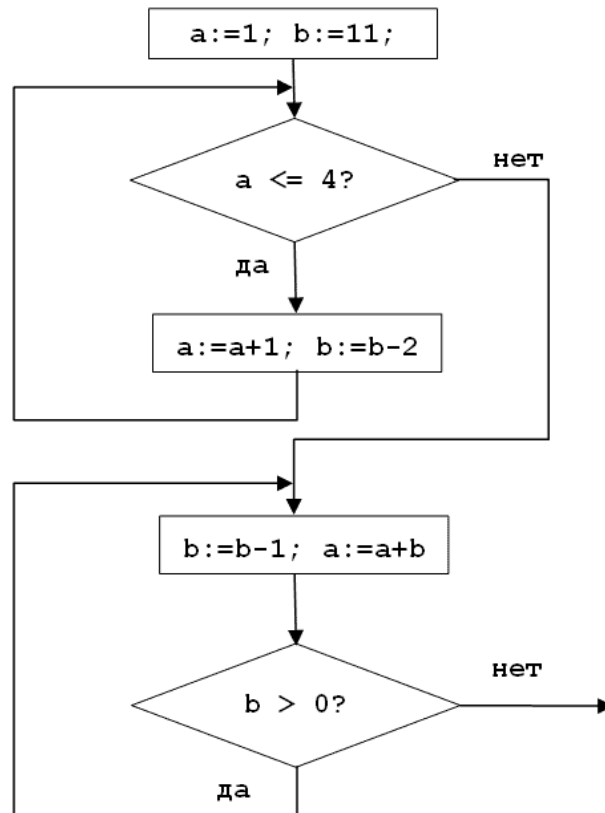 a:=1; b:=11;
нет
a <= 4?
да
a:=a+1; b:=b-2
b:=b-1; a:=a+b
нет
b > 0?
да